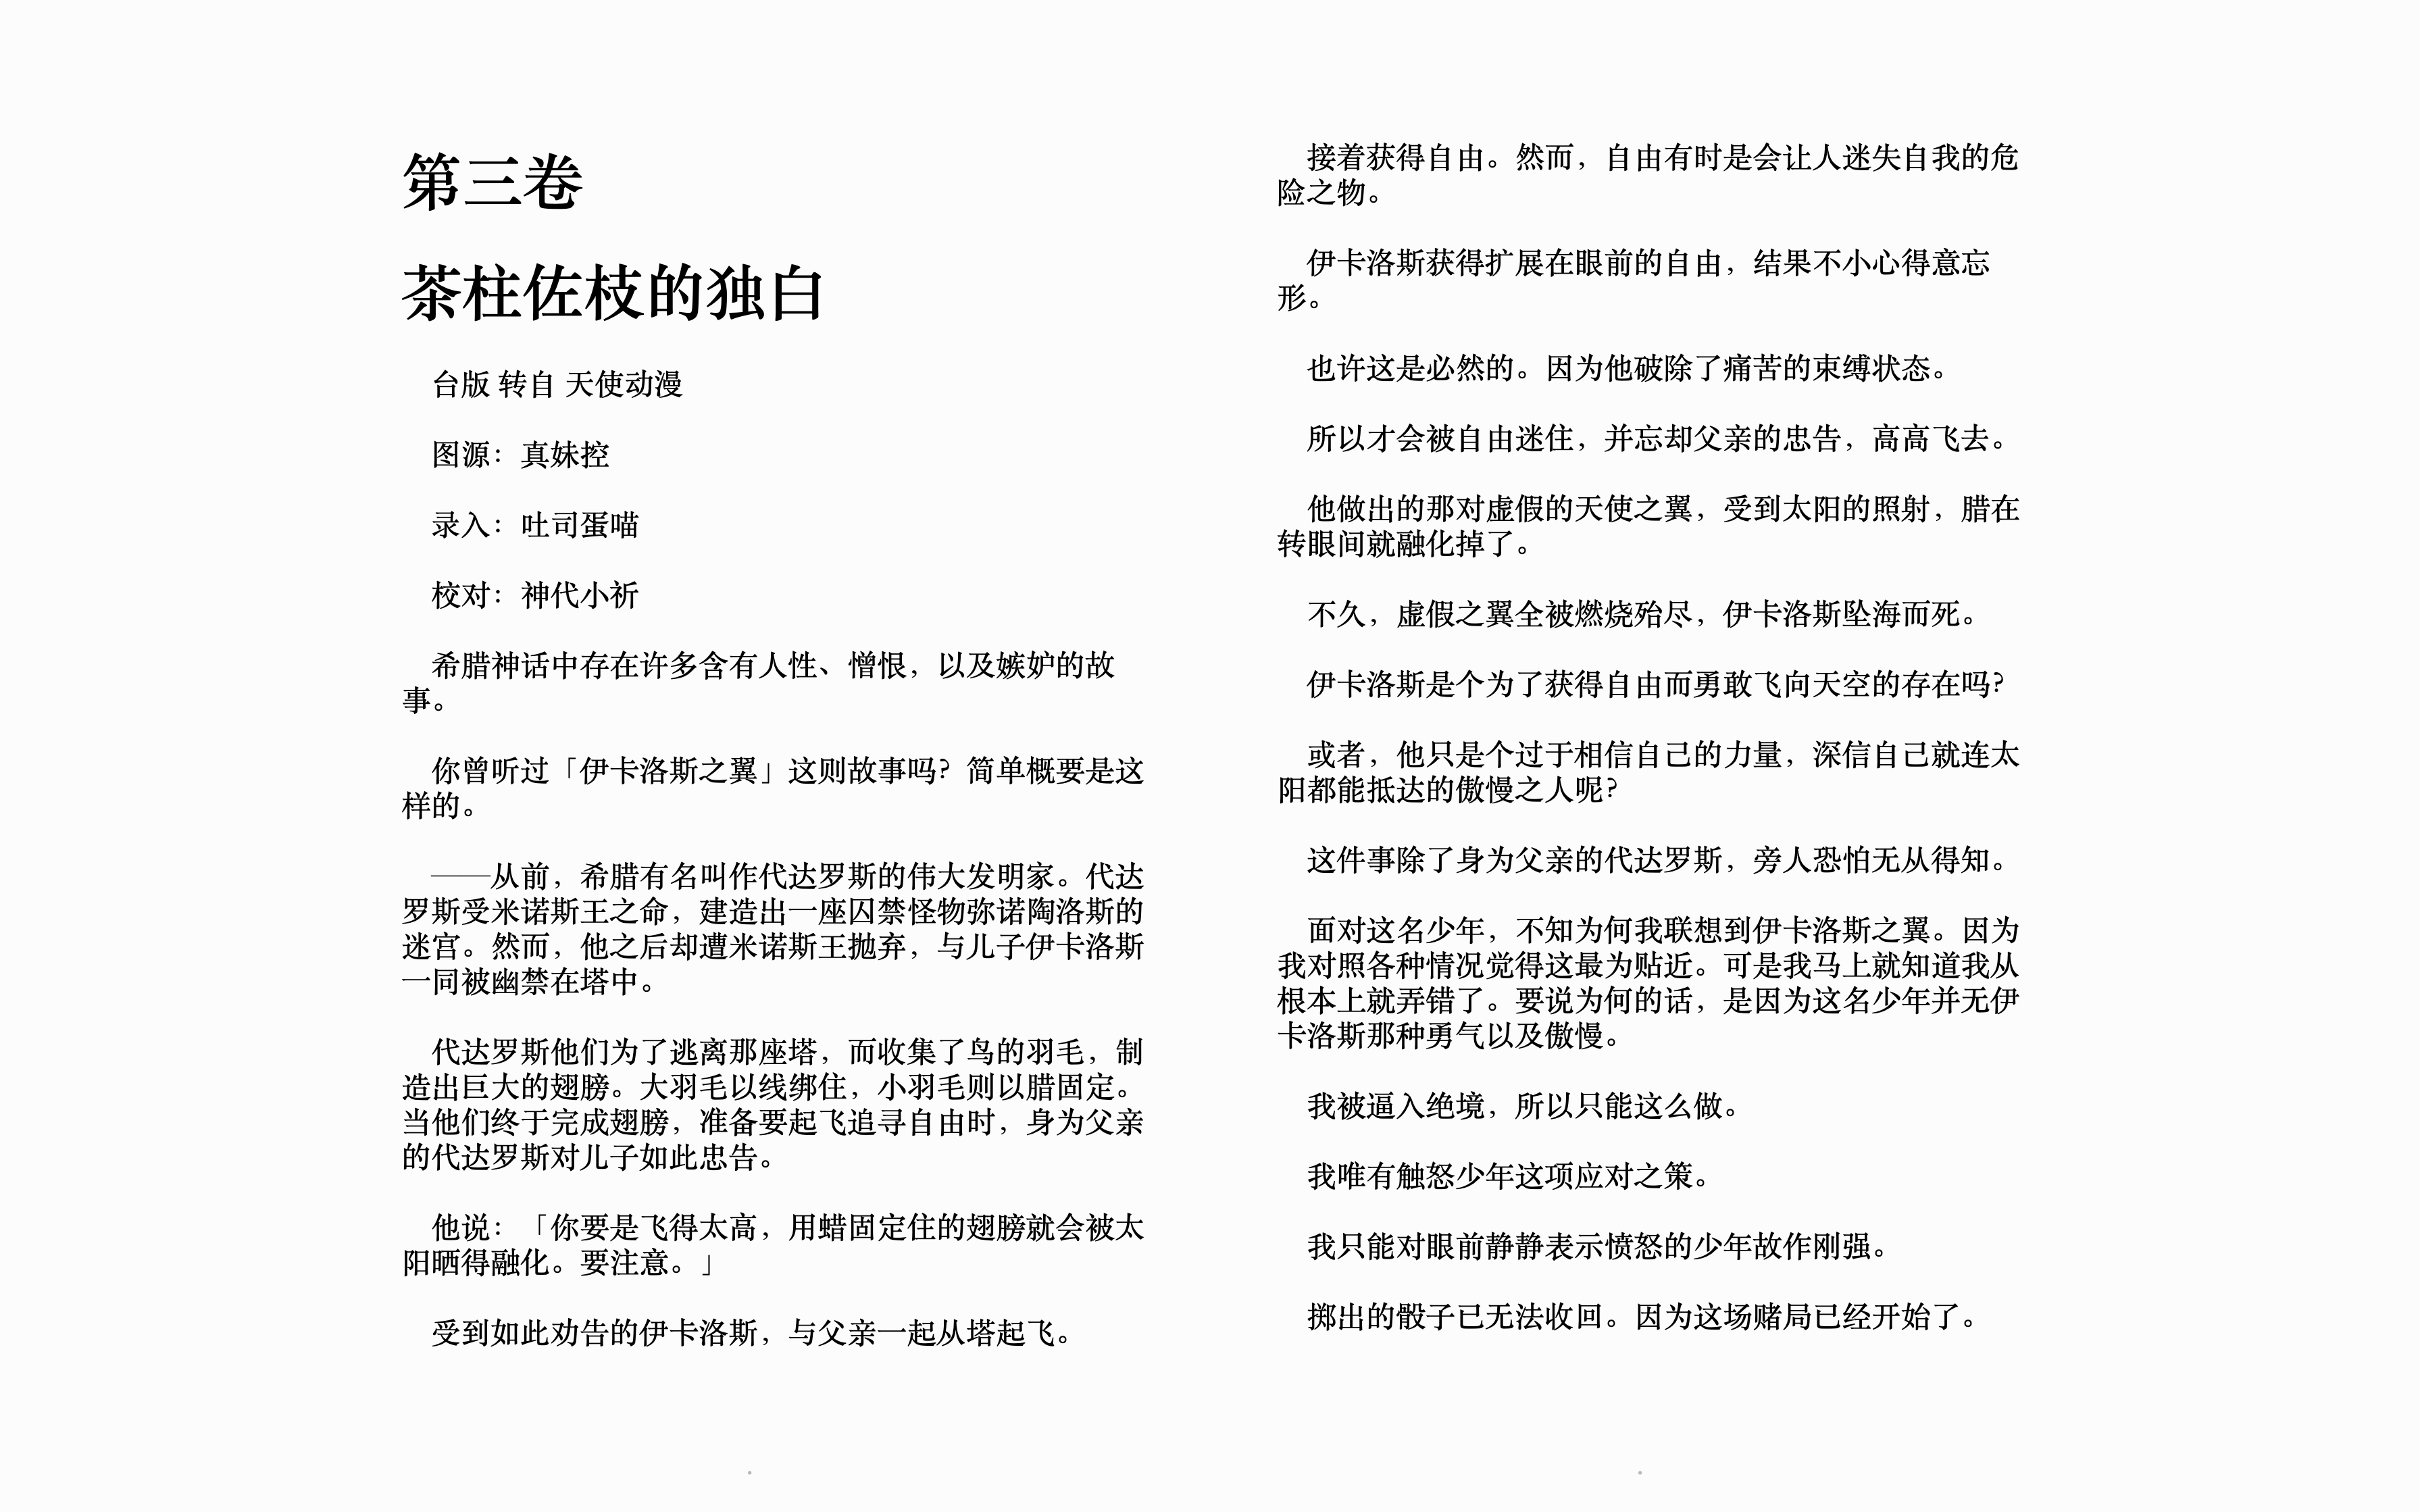 第三卷
茶柱佐枝的独白
台版 转自 天使动漫
图源：真妹控
录入：吐司蛋喵
校对：神代小祈
希腊神话中存在许多含有人性、憎恨，以及嫉妒的故
事。
你曾听过「伊卡洛斯之翼」这则故事吗？简单概要是这
样的。
——从前，希腊有名叫作代达罗斯的伟大发明家。代达
罗斯受米诺斯王之命，建造出一座囚禁怪物弥诺陶洛斯的
迷宫。然而，他之后却遭米诺斯王抛弃，与儿子伊卡洛斯
一同被幽禁在塔中。
代达罗斯他们为了逃离那座塔，而收集了鸟的羽毛，制
造出巨大的翅膀。大羽毛以线绑住，小羽毛则以腊固定。
当他们终于完成翅膀，准备要起飞追寻自由时，身为父亲
的代达罗斯对儿子如此忠告。
他说：「你要是飞得太高，用蜡固定住的翅膀就会被太
阳晒得融化。要注意。」
受到如此劝告的伊卡洛斯，与父亲一起从塔起飞。
接着获得自由。然而，自由有时是会让人迷失自我的危
险之物。
伊卡洛斯获得扩展在眼前的自由，结果不小心得意忘
形。
也许这是必然的。因为他破除了痛苦的束缚状态。
所以才会被自由迷住，并忘却父亲的忠告，高高飞去。
他做出的那对虚假的天使之翼，受到太阳的照射，腊在
转眼间就融化掉了。
不久，虚假之翼全被燃烧殆尽，伊卡洛斯坠海而死。
伊卡洛斯是个为了获得自由而勇敢飞向天空的存在吗？
或者，他只是个过于相信自己的力量，深信自己就连太
阳都能抵达的傲慢之人呢？
这件事除了身为父亲的代达罗斯，旁人恐怕无从得知。
面对这名少年，不知为何我联想到伊卡洛斯之翼。因为
我对照各种情况觉得这最为贴近。可是我马上就知道我从
根本上就弄错了。要说为何的话，是因为这名少年并无伊
卡洛斯那种勇气以及傲慢。
我被逼入绝境，所以只能这么做。
我唯有触怒少年这项应对之策。
我只能对眼前静静表示愤怒的少年故作刚强。
掷出的骰子已无法收回。因为这场赌局已经开始了。